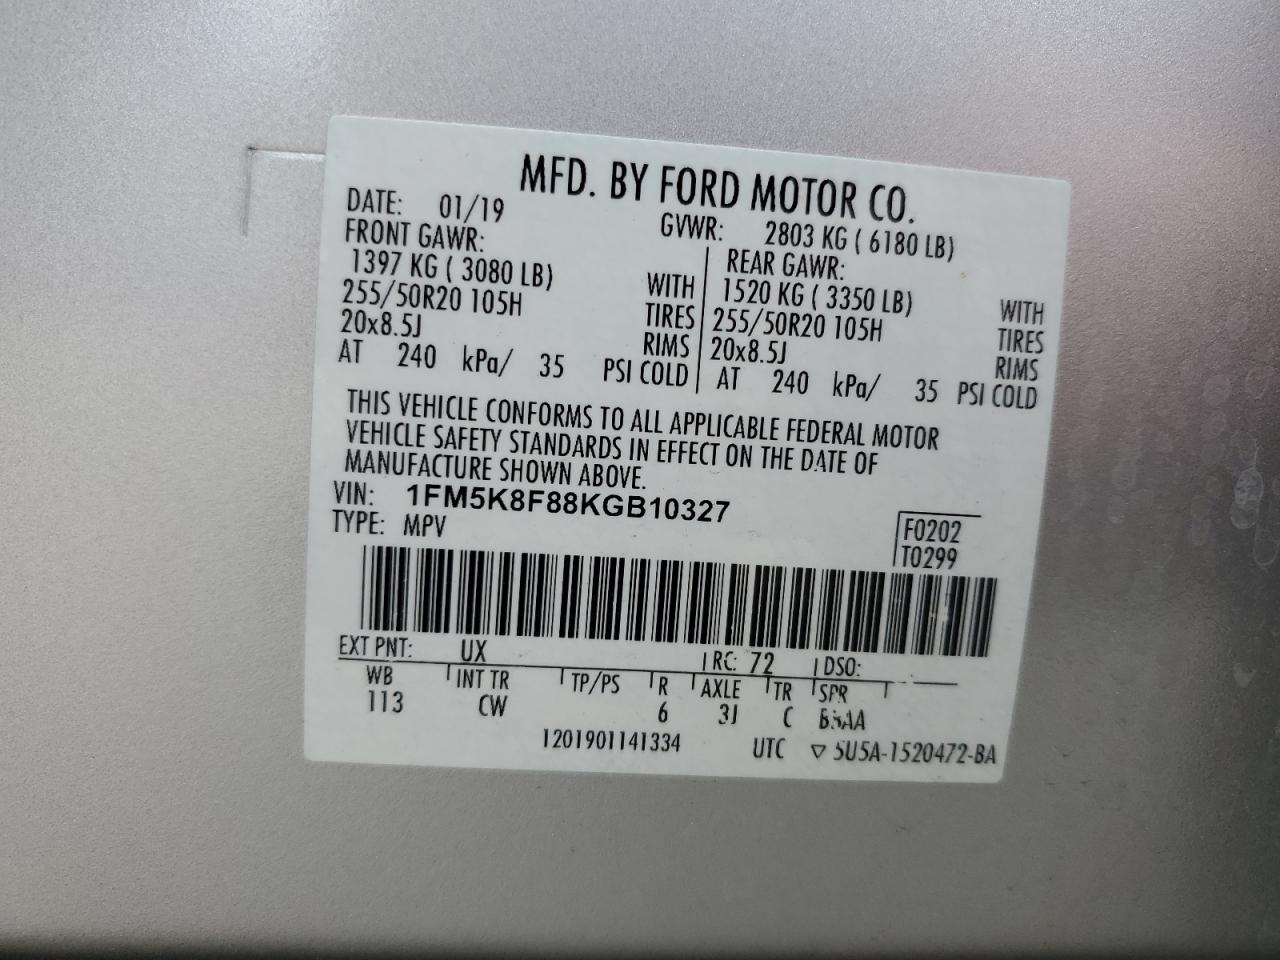 MFD. BY FORD MOTOR CO.
DATE: 01/19 GVWR: 2803 KG ( 6180 LB)
FRONT GAWR: REAR GAWR:
1397 KG ( 3080 LB) WITH 1520 KG ( 3350 LB) WITH
255/50R20 105H TIRES 255/50R20 105H TIRES
20x8.5J RIMS 20x8.5J RIMS
AT 240 kPa/ 35 PSI COLD AT 240 kPa/ 35 PSI COLD
THIS VEHICLE CONFORMS TO ALL APPLICABLE FEDERAL MOTOR
VEHICLE SAFETY STANDARDS IN EFFECT ON THE DATE OF
MANUFACTURE SHOWN ABOVE.
VIN: 1FM5K8F88KGB10327
TYPE: MPV
F0202
T0299
EXT PNT: UX RC: 72 DSO:
WB INT TR TP/PS R AXLE TR SPR
113 CW 6 3J C
1201901141334 UTC ▽ 5U5A-1520472-BA